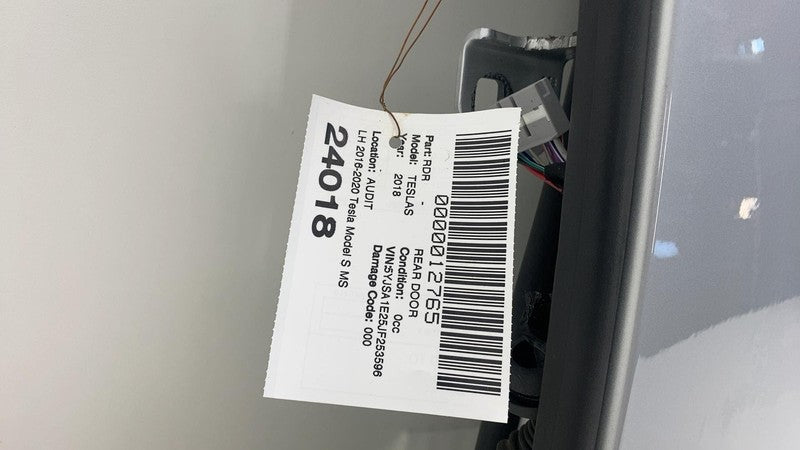 0000012765
Part: RDR - REAR DOOR
Model: TESLAS Condition: 0cc
Year: 2018 VIN:5YJSA1E25JF253596
Damage Code: 000
Location: AUDIT
LH 2016-2020 Tesla Model S MS
24018